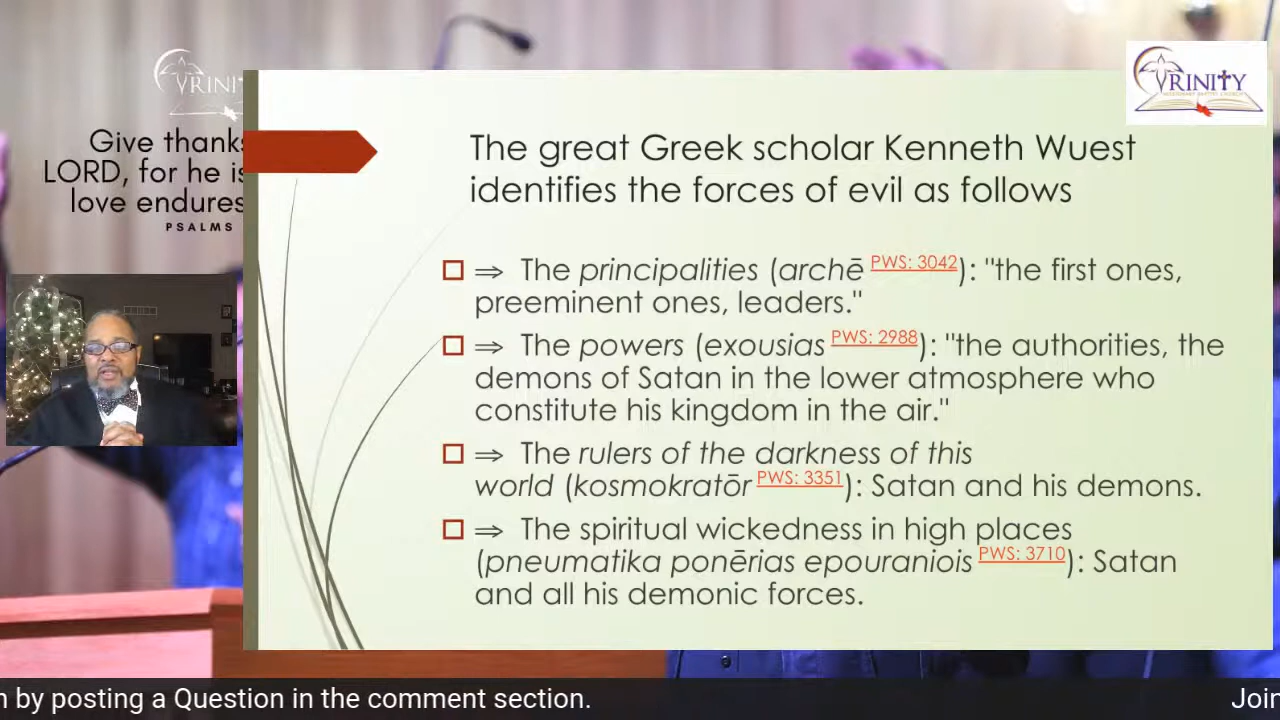 TRINI
Give thanks
LORD, for he is
love endures
PSALMS
TRINITY
MISSIONARY BAPTIST CHURCH
The great Greek scholar Kenneth Wuest
identifies the forces of evil as follows
⇒ The principalities (archē PWS: 3042): "the first ones,
preeminent ones, leaders."
⇒ The powers (exousias PWS: 2988): "the authorities, the
demons of Satan in the lower atmosphere who
constitute his kingdom in the air."
⇒ The rulers of the darkness of this
world (kosmokratōr PWS: 3351): Satan and his demons.
⇒ The spiritual wickedness in high places
(pneumatika ponērias epouraniois PWS: 3710): Satan
and all his demonic forces.
n by posting a Question in the comment section.
Join